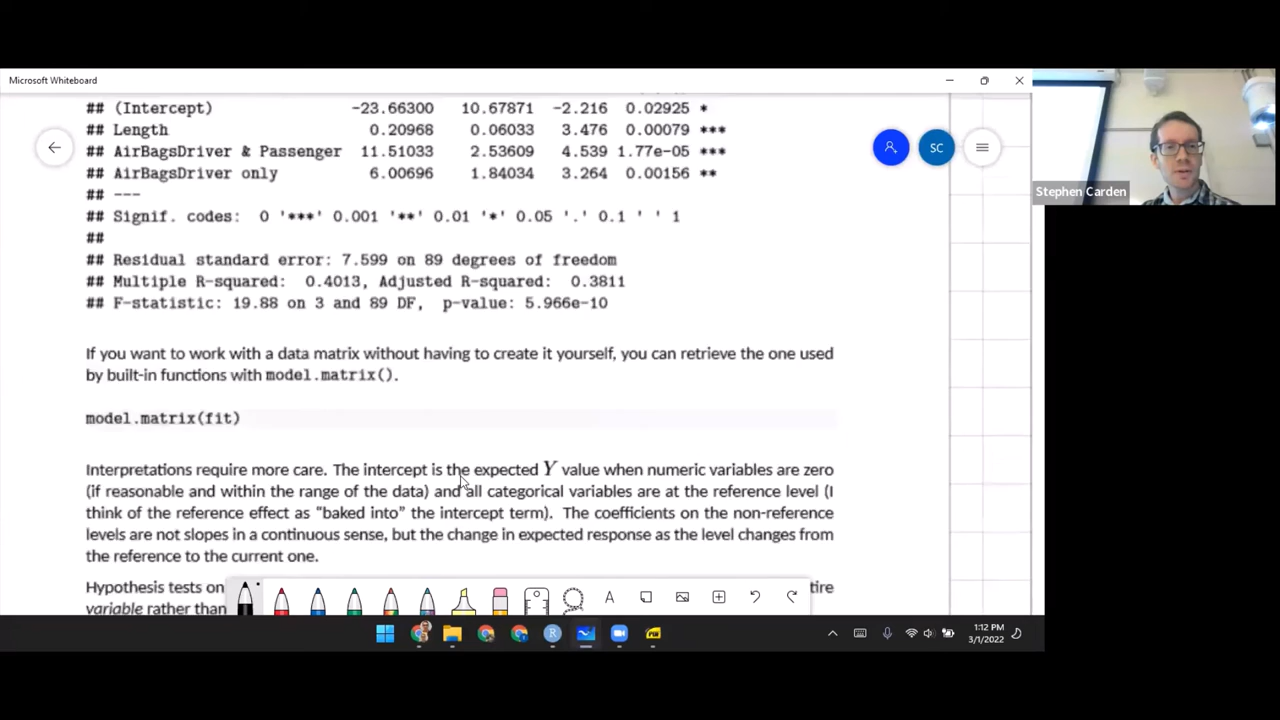 Microsoft Whiteboard
## (Intercept) -23.66300 10.67871 -2.216 0.02925 *
## Length 0.20968 0.06033 3.476 0.00079 ***
## AirBagsDriver & Passenger 11.51033 2.53609 4.539 1.77e-05 ***
## AirBagsDriver only 6.00696 1.84034 3.264 0.00156 **
## ---
## Signif. codes: 0 '***' 0.001 '**' 0.01 '*' 0.05 '.' 0.1 ' ' 1
##
## Residual standard error: 7.599 on 89 degrees of freedom
## Multiple R-squared: 0.4013, Adjusted R-squared: 0.3811
## F-statistic: 19.88 on 3 and 89 DF, p-value: 5.966e-10
If you want to work with a data matrix without having to create it yourself, you can retrieve the one used
by built-in functions with model.matrix().
model.matrix(fit)
Interpretations require more care. The intercept is the expected Y value when numeric variables are zero
(if reasonable and within the range of the data) and all categorical variables are at the reference level (I
think of the reference effect as "baked into" the intercept term). The coefficients on the non-reference
levels are not slopes in a continuous sense, but the change in expected response as the level changes from
the reference to the current one.
Hypothesis tests on
variable rather than
SC
Stephen Carden
A
1:12 PM
3/1/2022